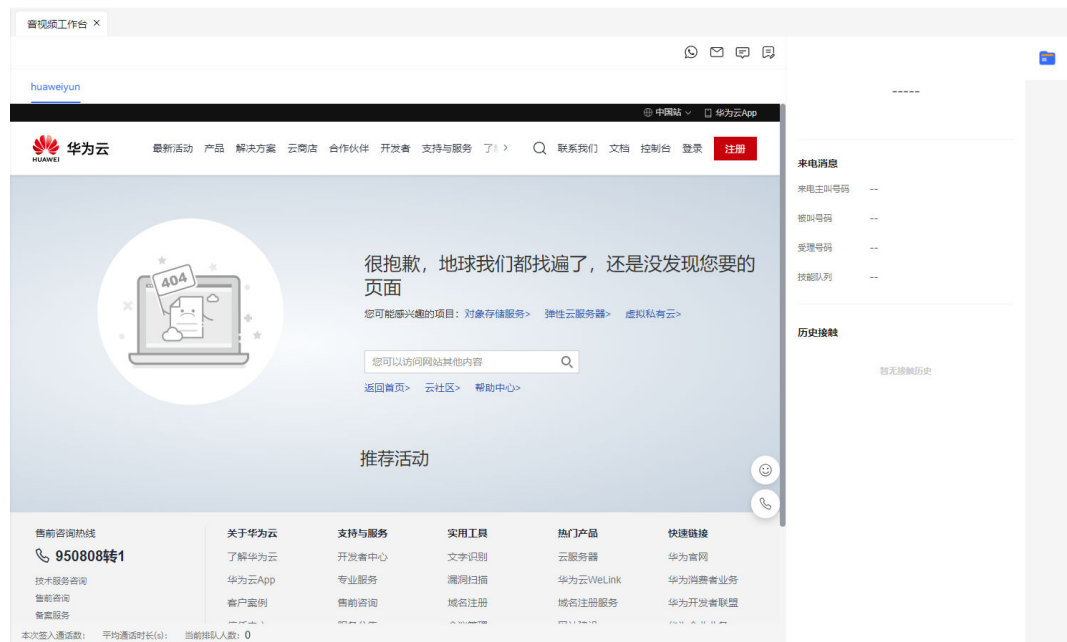 音视频工作台 ×
huaweiyun
-----
中国站 华为云App
HUAWEI 华为云 最新活动 产品 解决方案 云商店 合作伙伴 开发者 支持与服务 联系我们 文档 控制台 登录 注册
来电消息
来电主叫号码 --
被叫号码 --
受理号码 --
技能队列 --
历史接触
暂无接触历史
404
很抱歉，地球我们都找遍了，还是没发现您要的
页面
您可能感兴趣的项目：对象存储服务> 弹性云服务器> 虚拟私有云>
您可以访问网站其他内容
返回首页> 云社区> 帮助中心>
推荐活动
售前咨询热线 关于华为云 支持与服务 实用工具 热门产品 快速链接
950808转1 了解华为云 开发者中心 文字识别 云服务器 华为官网
技术服务咨询 华为云App 专业服务 漏洞扫描 华为云WeLink 华为消费者业务
售前咨询 客户案例 售前咨询 域名注册 域名注册服务 华为开发者联盟
备案服务
本次签入通话数： 平均通话时长(s)： 当前排队人数：0